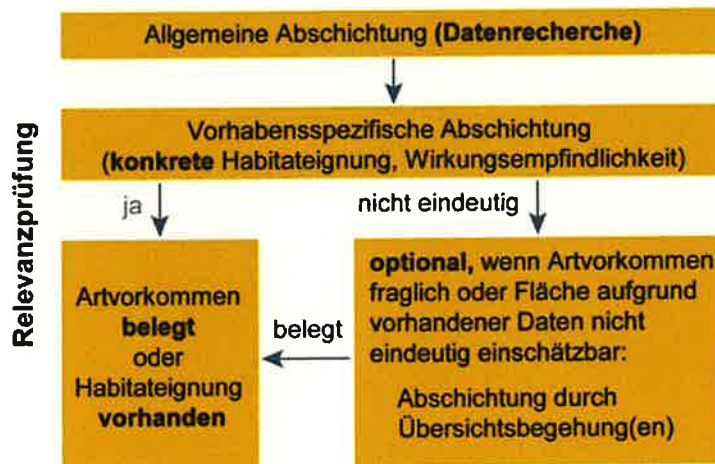 Relevanzprüfung
Allgemeine Abschichtung (Datenrecherche)
Vorhabensspezifische Abschichtung
(konkrete Habitateignung, Wirkungsempfindlichkeit)
ja
nicht eindeutig
Artvorkommen
belegt
oder
Habitateignung
vorhanden
belegt
optional, wenn Artvorkommen
fraglich oder Fläche aufgrund
vorhandener Daten nicht
eindeutig einschätzbar:
Abschichtung durch
Übersichtsbegehung(en)